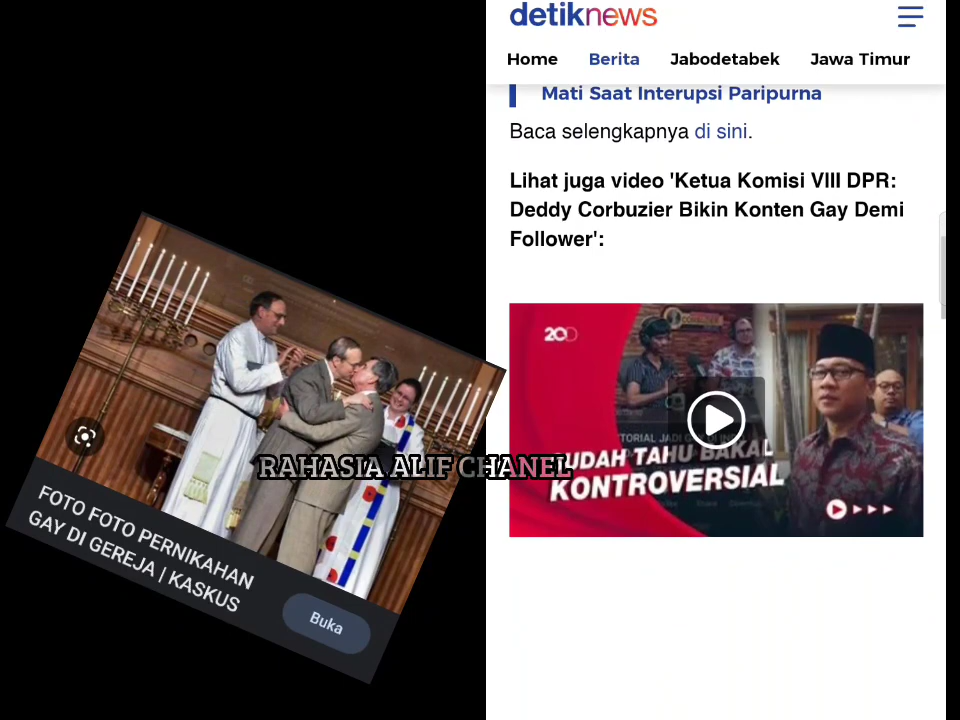 detiknews
Home Berita Jabodetabek Jawa Timur
Mati Saat Interupsi Paripurna
Baca selengkapnya di sini.
Lihat juga video 'Ketua Komisi VIII DPR:
Deddy Corbuzier Bikin Konten Gay Demi
Follower':
UDAH TAHU BAKAL
KONTROVERSIAL
RAHASIA ALIF CHANEL
FOTO FOTO PERNIKAHAN
GAY DI GEREJA | KASKUS
Buka